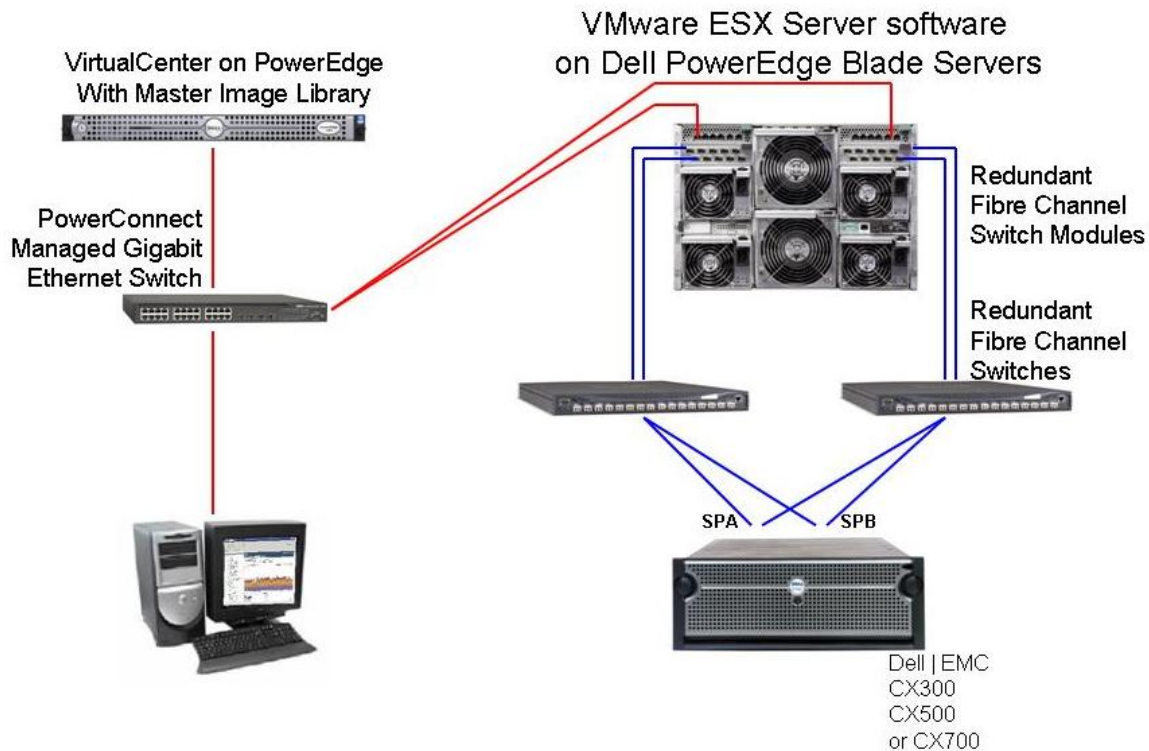 VMware ESX Server software
on Dell PowerEdge Blade Servers
VirtualCenter on PowerEdge
With Master Image Library
PowerConnect
Managed Gigabit
Ethernet Switch
Redundant
Fibre Channel
Switch Modules
Redundant
Fibre Channel
Switches
SPA
SPB
Dell | EMC
CX300
CX500
or CX700